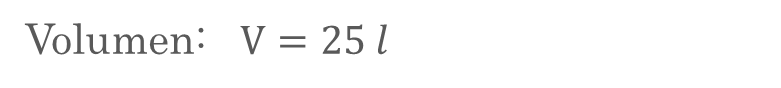 Volumen: V = 25 l